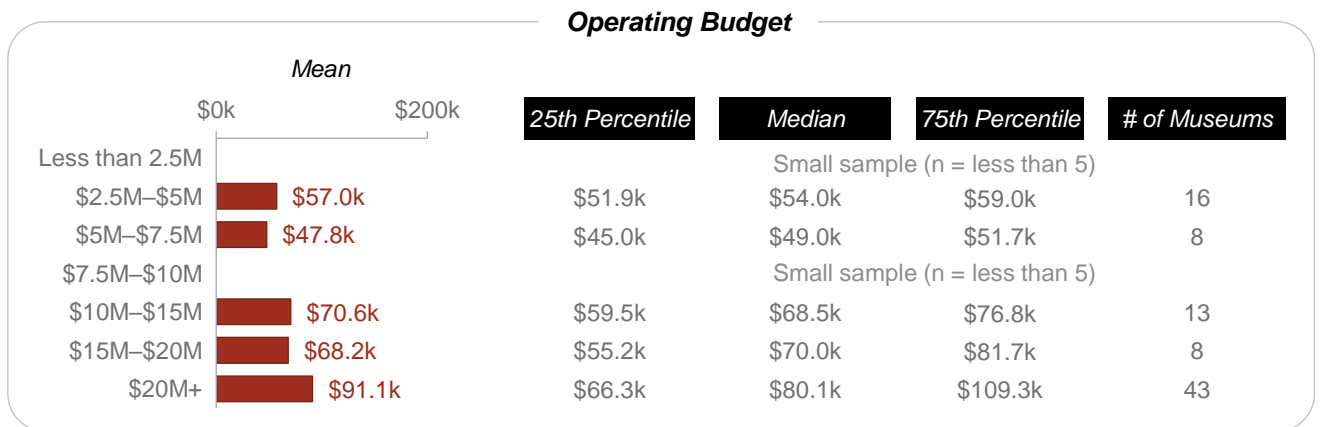 Operating Budget
Mean
$0k $200k 25th Percentile Median 75th Percentile # of Museums
Less than 2.5M Small sample (n = less than 5)
$2.5M–$5M $57.0k $51.9k $54.0k $59.0k 16
$5M–$7.5M $47.8k $45.0k $49.0k $51.7k 8
$7.5M–$10M Small sample (n = less than 5)
$10M–$15M $70.6k $59.5k $68.5k $76.8k 13
$15M–$20M $68.2k $55.2k $70.0k $81.7k 8
$20M+ $91.1k $66.3k $80.1k $109.3k 43